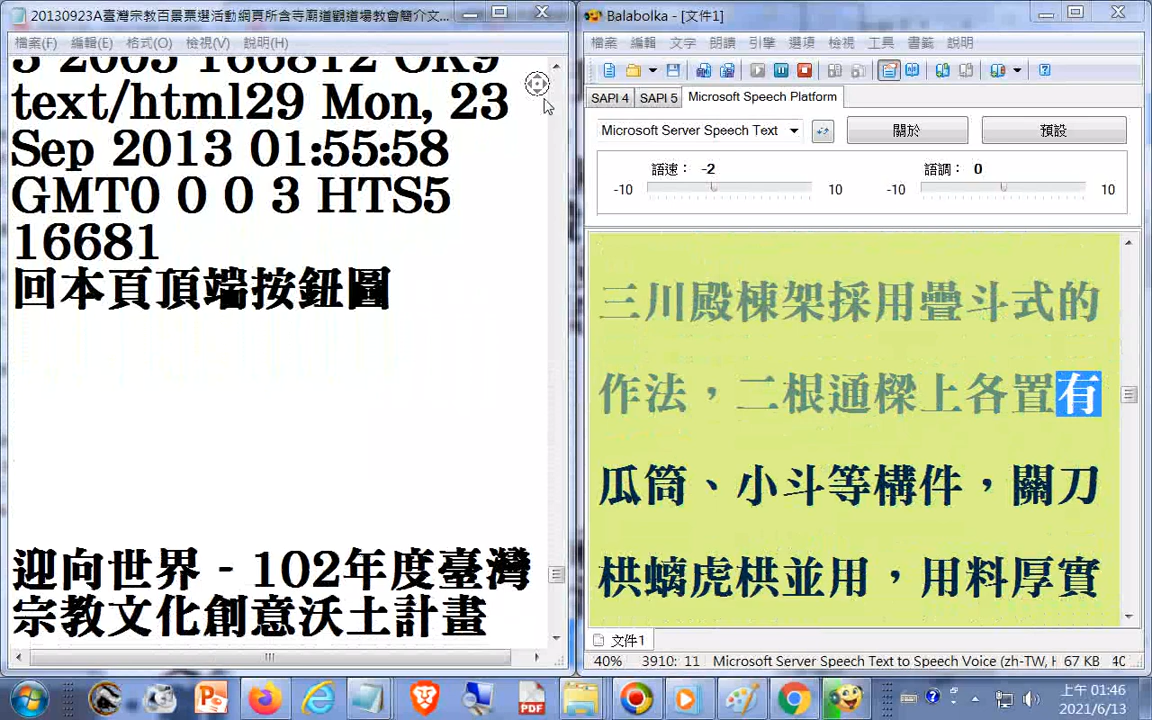 20130923A臺灣宗教百景票選活動網頁所含寺廟道觀道場教會簡介文...
檔案(F) 編輯(E) 格式(O) 檢視(V) 說明(H)
3 2003 166812 OK9
text/html29 Mon, 23
Sep 2013 01:55:58
GMT0 0 0 3 HTS5
16681
回本頁頂端按鈕圖
迎向世界 - 102年度臺灣
宗教文化創意沃土計畫
Balabolka - [文件1]
檔案 編輯 文字 朗讀 引擎 選項 檢視 工具 書籤 說明
SAPI 4 SAPI 5 Microsoft Speech Platform
Microsoft Server Speech Text 關於 預設
語速： -2 語調： 0
-10 10 -10 10
三川殿棟架採用疊斗式的
作法，二根通樑上各置有
瓜筒、小斗等構件，關刀
栱螭虎栱並用，用料厚實
文件1
40% 3910: 11 Microsoft Server Speech Text to Speech Voice (zh-TW, H 67 KB 40
PDF
上午 01:46
2021/6/13